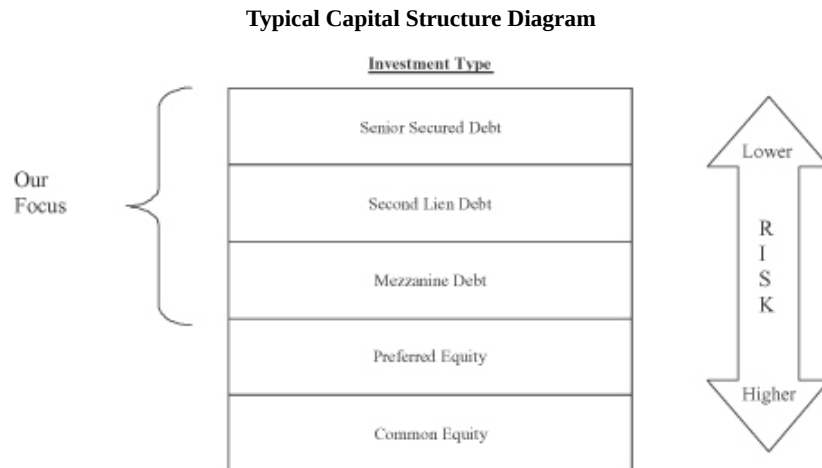 Typical Capital Structure Diagram
Investment Type
Senior Secured Debt
Lower
Our
Focus
Second Lien Debt
R
I
S
K
Mezzanine Debt
Preferred Equity
Higher
Common Equity